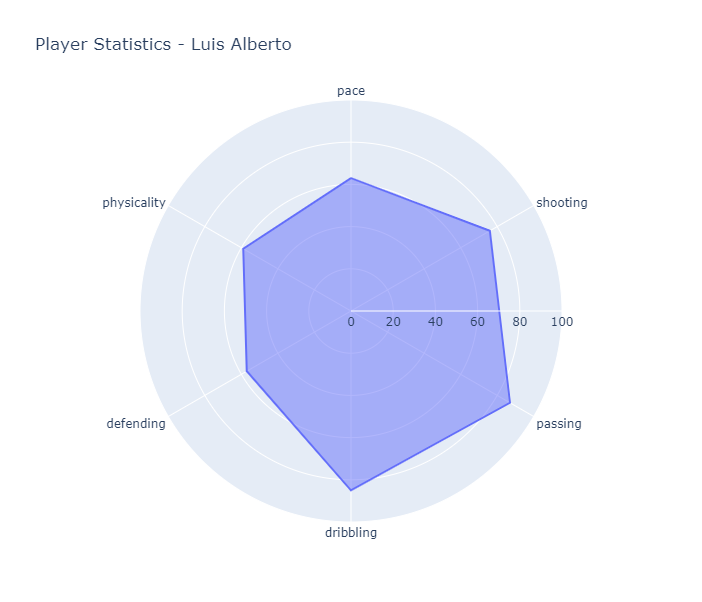 Player Statistics - Luis Alberto
pace
physicality
shooting
0 20 40 60 80 100
defending
passing
dribbling